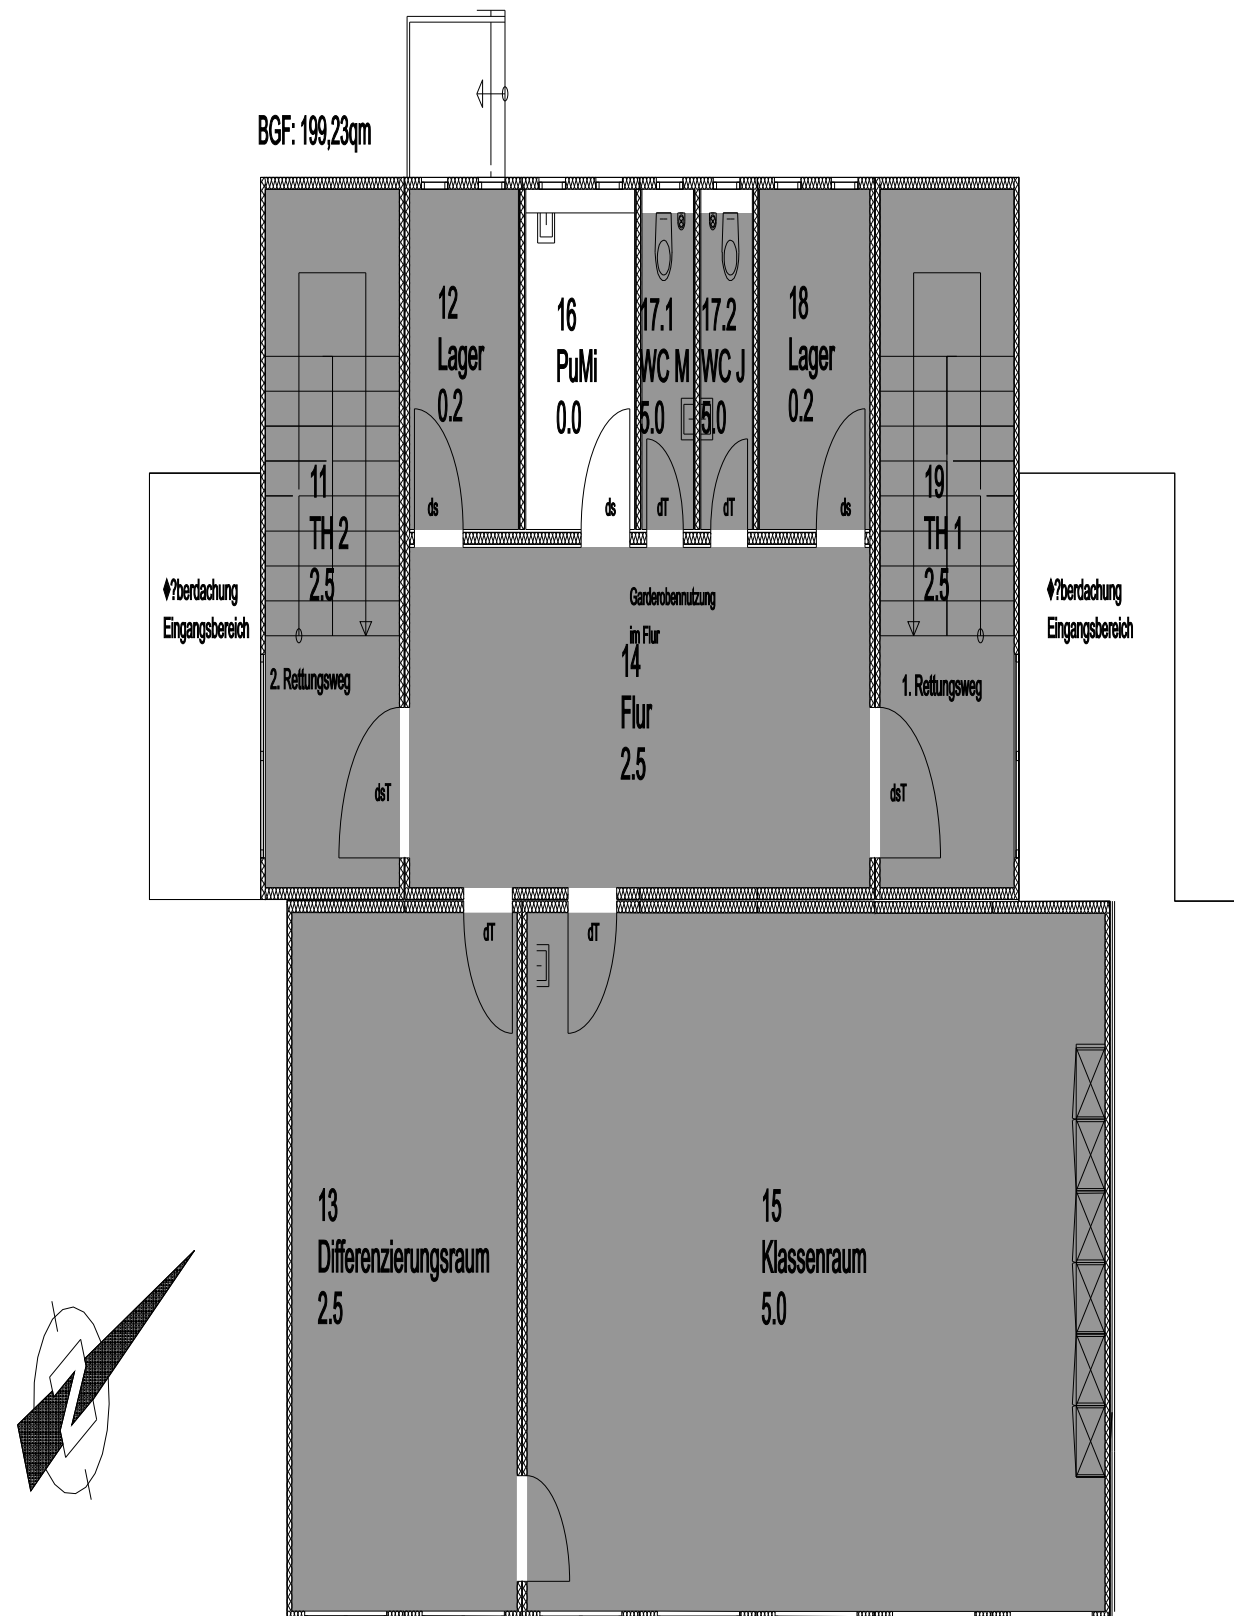 BGF: 199,23qm
12
Lager
0.2
16
PuMi
0.0
17.1
WC M
5.0
17.2
WC J
5.0
18
Lager
0.2
11
TH 2
2.5
19
TH 1
2.5
ds
ds
dT
dT
ds
�?berdachung
Eingangsbereich
Garderobennutzung
im Flur
14
Flur
2.5
�?berdachung
Eingangsbereich
2. Rettungsweg
1. Rettungsweg
dsT
dsT
dT
dT
13
Differenzierungsraum
2.5
15
Klassenraum
5.0